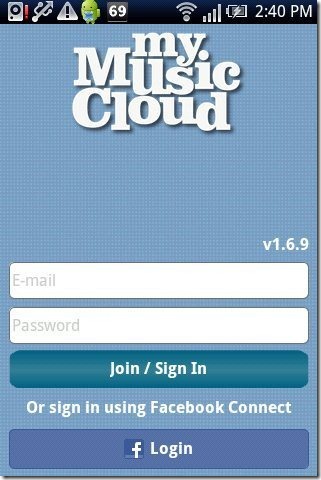 69
2:40 PM
my
Music
Cloud
v1.6.9
E-mail
Password
Join / Sign In
Or sign in using Facebook Connect
f Login